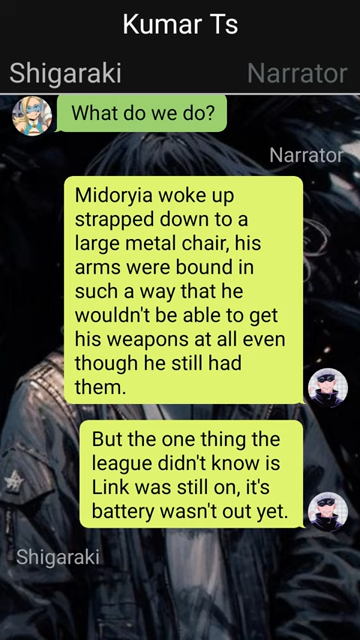 Kumar Ts
Shigaraki
Narrator
What do we do?
Narrator
Midoryia woke up
strapped down to a
large metal chair, his
arms were bound in
such a way that he
wouldn't be able to get
his weapons at all even
though he still had
them.
But the one thing the
league didn't know is
Link was still on, it's
battery wasn't out yet.
Shigaraki